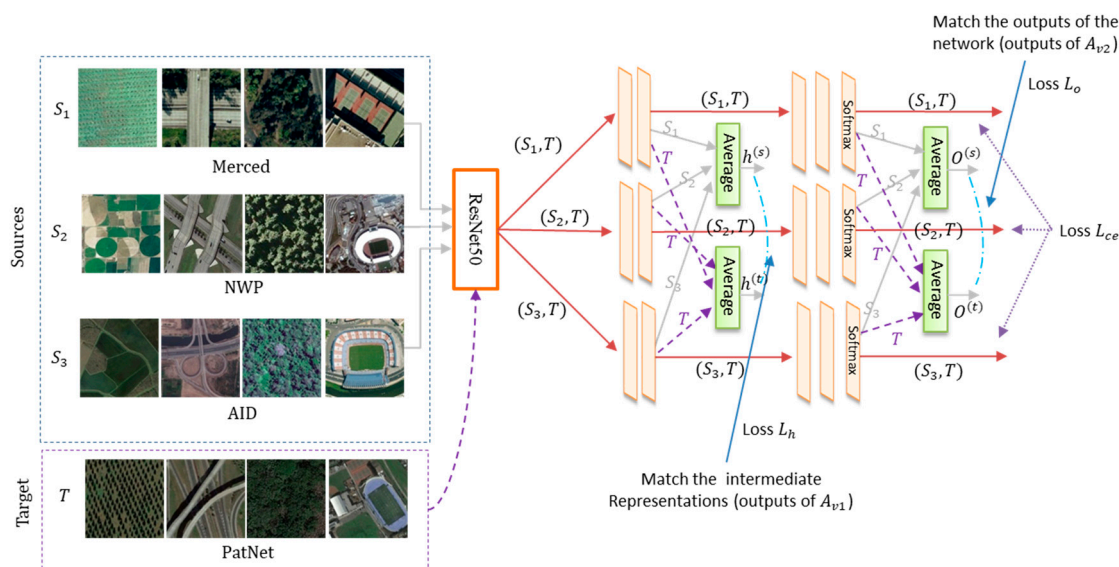 Sources
S₁
Merced
S₂
NWP
S₃
AID
Target
T
PatNet
ResNet50
(S₁,T)
(S₂,T)
(S₃,T)
S₁
T
S₂
T
S₃
T
Average
h⁽ˢ⁾
Average
h⁽ᵗ⁾
(S₁,T)
(S₂,T)
(S₃,T)
Loss Lₕ
Match the intermediate
Representations (outputs of Aᵥ₁)
Softmax
Softmax
Softmax
S₁
T
S₂
T
S₃
T
Average
O⁽ˢ⁾
Average
O⁽ᵗ⁾
(S₁,T)
(S₂,T)
(S₃,T)
Match the outputs of the
network (outputs of Aᵥ₂)
Loss Lₒ
Loss L_ce